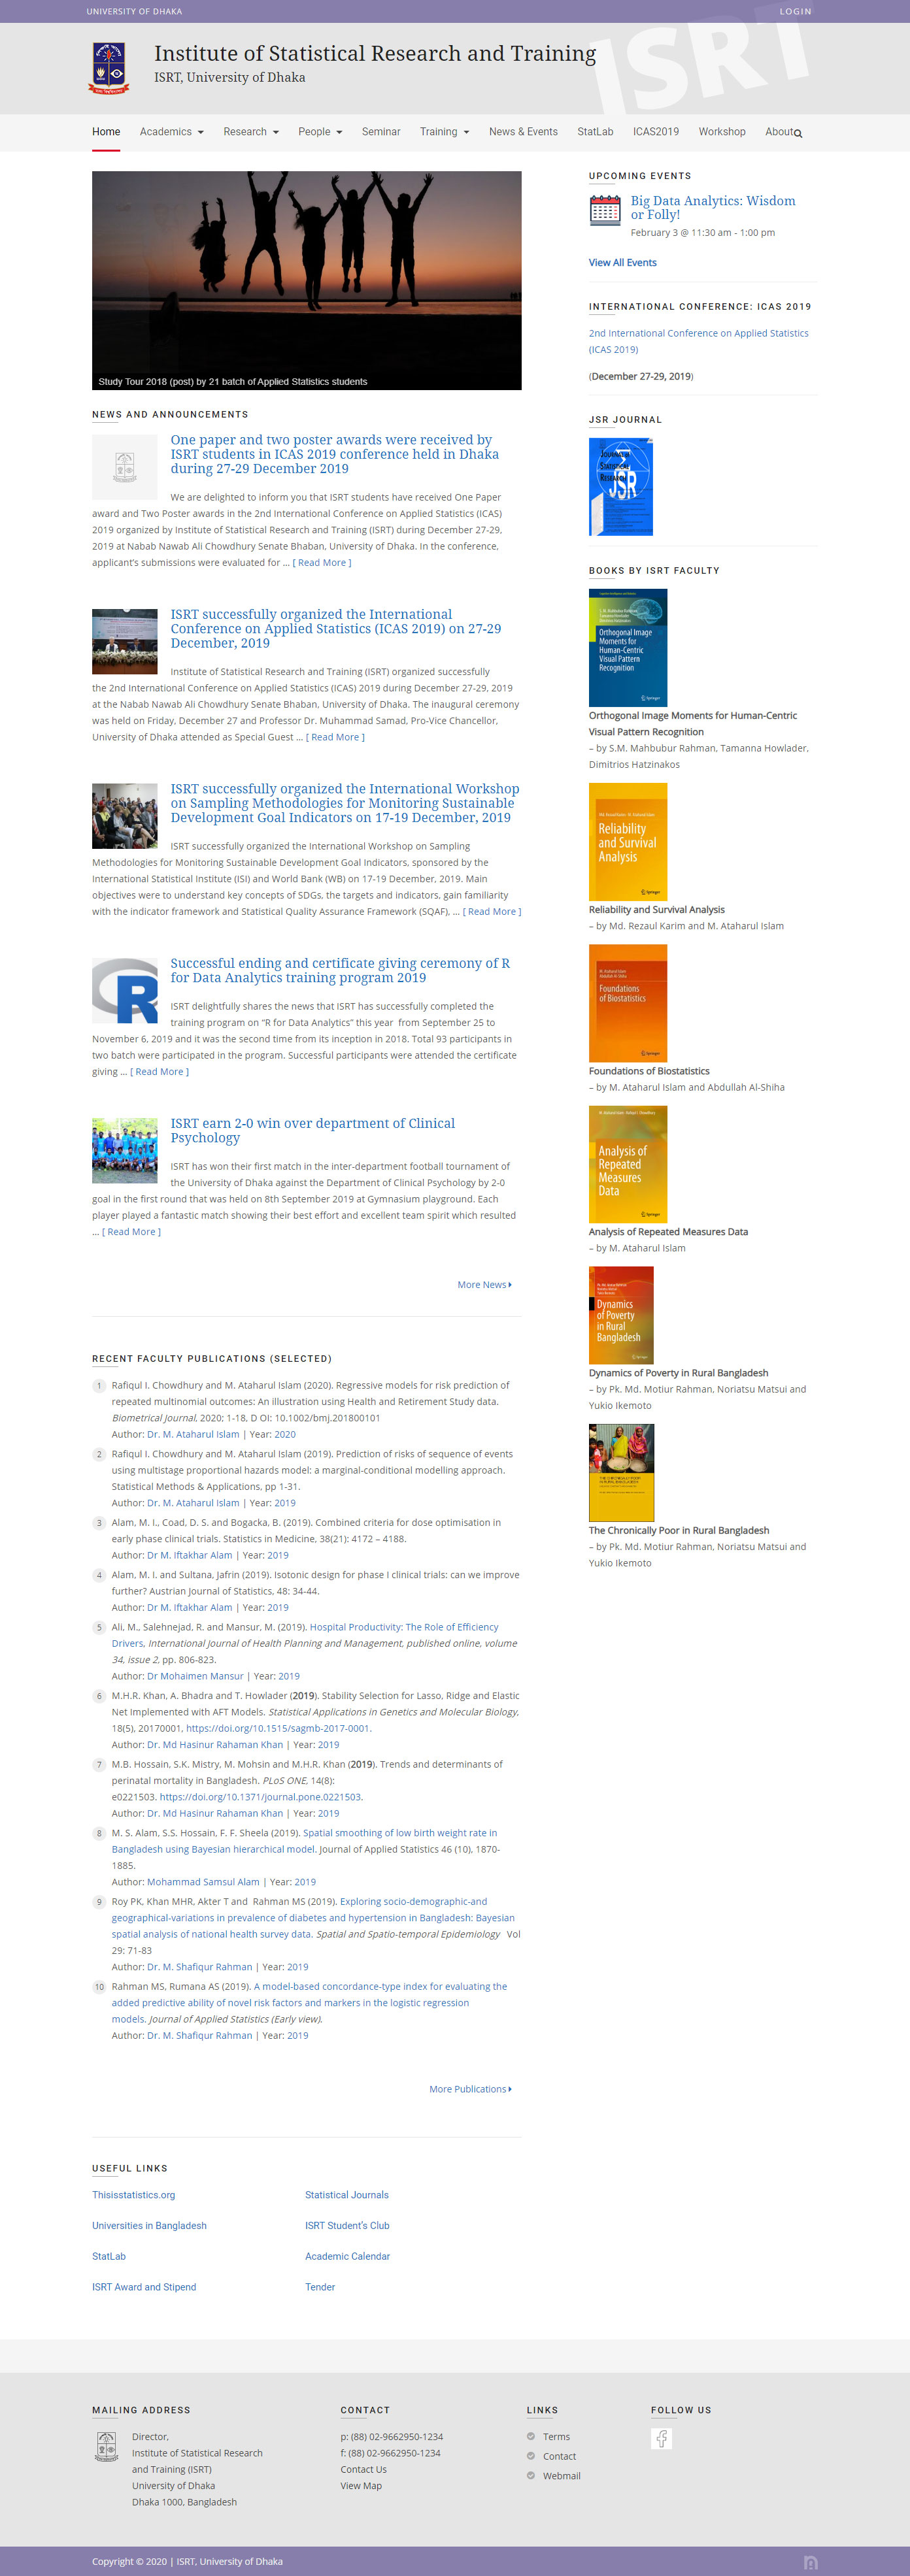 UNIVERSITY OF DHAKA
LOGIN
ISRT
Institute of Statistical Research and Training
ISRT, University of Dhaka
Home Academics Research People Seminar Training News & Events StatLab ICAS2019 Workshop About
Study Tour 2018 (post) by 21 batch of Applied Statistics students
NEWS AND ANNOUNCEMENTS
One paper and two poster awards were received by
ISRT students in ICAS 2019 conference held in Dhaka
during 27-29 December 2019
We are delighted to inform you that ISRT students have received One Paper
award and Two Poster awards in the 2nd International Conference on Applied Statistics (ICAS)
2019 organized by Institute of Statistical Research and Training (ISRT) during December 27-29,
2019 at Nabab Nawab Ali Chowdhury Senate Bhaban, University of Dhaka. In the conference,
applicant's submissions were evaluated for ... [ Read More ]
ISRT successfully organized the International
Conference on Applied Statistics (ICAS 2019) on 27-29
December, 2019
Institute of Statistical Research and Training (ISRT) organized successfully
the 2nd International Conference on Applied Statistics (ICAS) 2019 during December 27-29, 2019
at the Nabab Nawab Ali Chowdhury Senate Bhaban, University of Dhaka. The inaugural ceremony
was held on Friday, December 27 and Professor Dr. Muhammad Samad, Pro-Vice Chancellor,
University of Dhaka attended as Special Guest ... [ Read More ]
ISRT successfully organized the International Workshop
on Sampling Methodologies for Monitoring Sustainable
Development Goal Indicators on 17-19 December, 2019
ISRT successfully organized the International Workshop on Sampling
Methodologies for Monitoring Sustainable Development Goal Indicators, sponsored by the
International Statistical Institute (ISI) and World Bank (WB) on 17-19 December, 2019. Main
objectives were to understand key concepts of SDGs, the targets and indicators, gain familiarity
with the indicator framework and Statistical Quality Assurance Framework (SQAF), ... [ Read More ]
R
Successful ending and certificate giving ceremony of R
for Data Analytics training program 2019
ISRT delightfully shares the news that ISRT has successfully completed the
training program on "R for Data Analytics" this year from September 25 to
November 6, 2019 and it was the second time from its inception in 2018. Total 93 participants in
two batch were participated in the program. Successful participants were attended the certificate
giving ... [ Read More ]
ISRT earn 2-0 win over department of Clinical
Psychology
ISRT has won their first match in the inter-department football tournament of
the University of Dhaka against the Department of Clinical Psychology by 2-0
goal in the first round that was held on 8th September 2019 at Gymnasium playground. Each
player played a fantastic match showing their best effort and excellent team spirit which resulted
... [ Read More ]
More News
RECENT FACULTY PUBLICATIONS (SELECTED)
1 Rafiqul I. Chowdhury and M. Ataharul Islam (2020). Regressive models for risk prediction of
repeated multinomial outcomes: An illustration using Health and Retirement Study data.
Biometrical Journal, 2020; 1-18, D OI: 10.1002/bmj.201800101
Author: Dr. M. Ataharul Islam | Year: 2020
2 Rafiqul I. Chowdhury and M. Ataharul Islam (2019). Prediction of risks of sequence of events
using multistage proportional hazards model: a marginal-conditional modelling approach.
Statistical Methods & Applications, pp 1-31.
Author: Dr. M. Ataharul Islam | Year: 2019
3 Alam, M. I., Coad, D. S. and Bogacka, B. (2019). Combined criteria for dose optimisation in
early phase clinical trials. Statistics in Medicine, 38(21): 4172 – 4188.
Author: Dr M. Iftakhar Alam | Year: 2019
4 Alam, M. I. and Sultana, Jafrin (2019). Isotonic design for phase I clinical trials: can we improve
further? Austrian Journal of Statistics, 48: 34-44.
Author: Dr M. Iftakhar Alam | Year: 2019
5 Ali, M., Salehnejad, R. and Mansur, M. (2019). Hospital Productivity: The Role of Efficiency
Drivers, International Journal of Health Planning and Management, published online, volume
34, issue 2, pp. 806-823.
Author: Dr Mohaimen Mansur | Year: 2019
6 M.H.R. Khan, A. Bhadra and T. Howlader (2019). Stability Selection for Lasso, Ridge and Elastic
Net Implemented with AFT Models. Statistical Applications in Genetics and Molecular Biology,
18(5), 20170001, https://doi.org/10.1515/sagmb-2017-0001.
Author: Dr. Md Hasinur Rahaman Khan | Year: 2019
7 M.B. Hossain, S.K. Mistry, M. Mohsin and M.H.R. Khan (2019). Trends and determinants of
perinatal mortality in Bangladesh. PLoS ONE, 14(8):
e0221503. https://doi.org/10.1371/journal.pone.0221503.
Author: Dr. Md Hasinur Rahaman Khan | Year: 2019
8 M. S. Alam, S.S. Hossain, F. F. Sheela (2019). Spatial smoothing of low birth weight rate in
Bangladesh using Bayesian hierarchical model. Journal of Applied Statistics 46 (10), 1870-
1885.
Author: Mohammad Samsul Alam | Year: 2019
9 Roy PK, Khan MHR, Akter T and Rahman MS (2019). Exploring socio-demographic-and
geographical-variations in prevalence of diabetes and hypertension in Bangladesh: Bayesian
spatial analysis of national health survey data. Spatial and Spatio-temporal Epidemiology Vol
29: 71-83
Author: Dr. M. Shafiqur Rahman | Year: 2019
10 Rahman MS, Rumana AS (2019). A model-based concordance-type index for evaluating the
added predictive ability of novel risk factors and markers in the logistic regression
models. Journal of Applied Statistics (Early view).
Author: Dr. M. Shafiqur Rahman | Year: 2019
More Publications
USEFUL LINKS
Thisisstatistics.org
Statistical Journals
Universities in Bangladesh
ISRT Student's Club
StatLab
Academic Calendar
ISRT Award and Stipend
Tender
UPCOMING EVENTS
Big Data Analytics: Wisdom
or Folly!
February 3 @ 11:30 am - 1:00 pm
View All Events
INTERNATIONAL CONFERENCE: ICAS 2019
2nd International Conference on Applied Statistics
(ICAS 2019)
(December 27-29, 2019)
JSR JOURNAL
JOURNAL OF
STATISTICAL
RESEARCH
JSR
BOOKS BY ISRT FACULTY
Orthogonal Image
Moments for
Human-Centric
Visual Pattern
Recognition
Springer
Orthogonal Image Moments for Human-Centric
Visual Pattern Recognition
– by S.M. Mahbubur Rahman, Tamanna Howlader,
Dimitrios Hatzinakos
Reliability
and Survival
Analysis
Springer
Reliability and Survival Analysis
– by Md. Rezaul Karim and M. Ataharul Islam
Foundations
of Biostatistics
Springer
Foundations of Biostatistics
– by M. Ataharul Islam and Abdullah Al-Shiha
Analysis of
Repeated
Measures
Data
Springer
Analysis of Repeated Measures Data
– by M. Ataharul Islam
Dynamics
of Poverty
in Rural
Bangladesh
Dynamics of Poverty in Rural Bangladesh
– by Pk. Md. Motiur Rahman, Noriatsu Matsui and
Yukio Ikemoto
THE CHRONICALLY POOR
IN RURAL BANGLADESH
The Chronically Poor in Rural Bangladesh
– by Pk. Md. Motiur Rahman, Noriatsu Matsui and
Yukio Ikemoto
MAILING ADDRESS
Director,
Institute of Statistical Research
and Training (ISRT)
University of Dhaka
Dhaka 1000, Bangladesh
CONTACT
p: (88) 02-9662950-1234
f: (88) 02-9662950-1234
Contact Us
View Map
LINKS
Terms
Contact
Webmail
FOLLOW US
Copyright © 2020 | ISRT, University of Dhaka